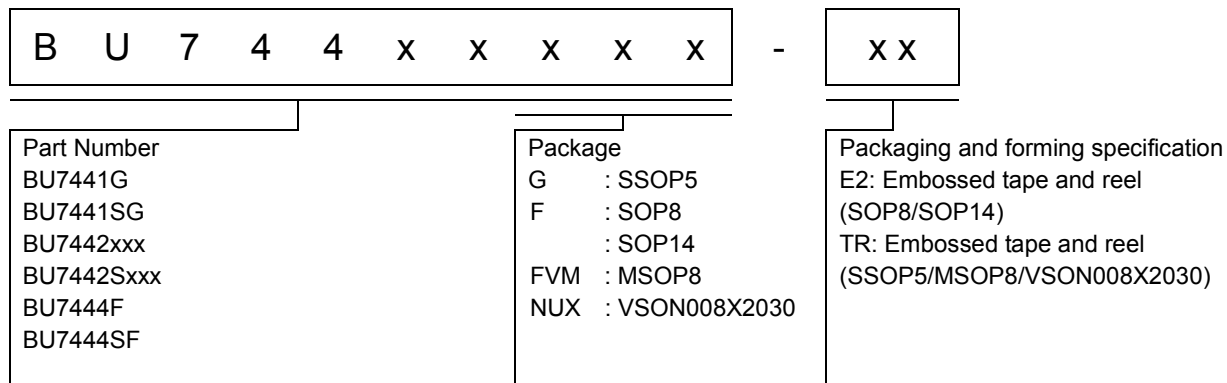 B U 7 4 4 x x x x x - x x
Part Number
BU7441G
BU7441SG
BU7442xxx
BU7442Sxxx
BU7444F
BU7444SF
Package
G : SSOP5
F : SOP8
: SOP14
FVM : MSOP8
NUX : VSON008X2030
Packaging and forming specification
E2: Embossed tape and reel
(SOP8/SOP14)
TR: Embossed tape and reel
(SSOP5/MSOP8/VSON008X2030)